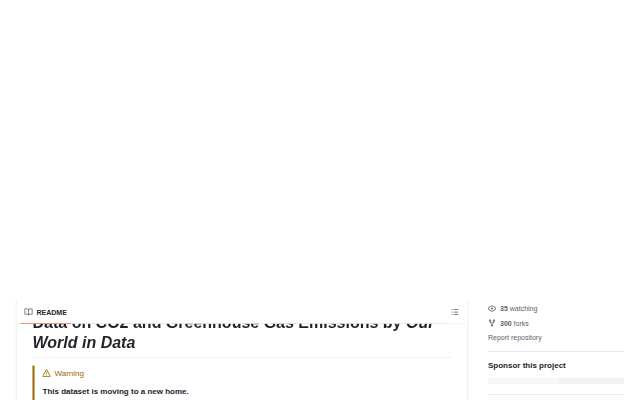 README
Data on CO2 and Greenhouse Gas Emissions by Our
World in Data
Warning
This dataset is moving to a new home.
35 watching
300 forks
Report repository
Sponsor this project